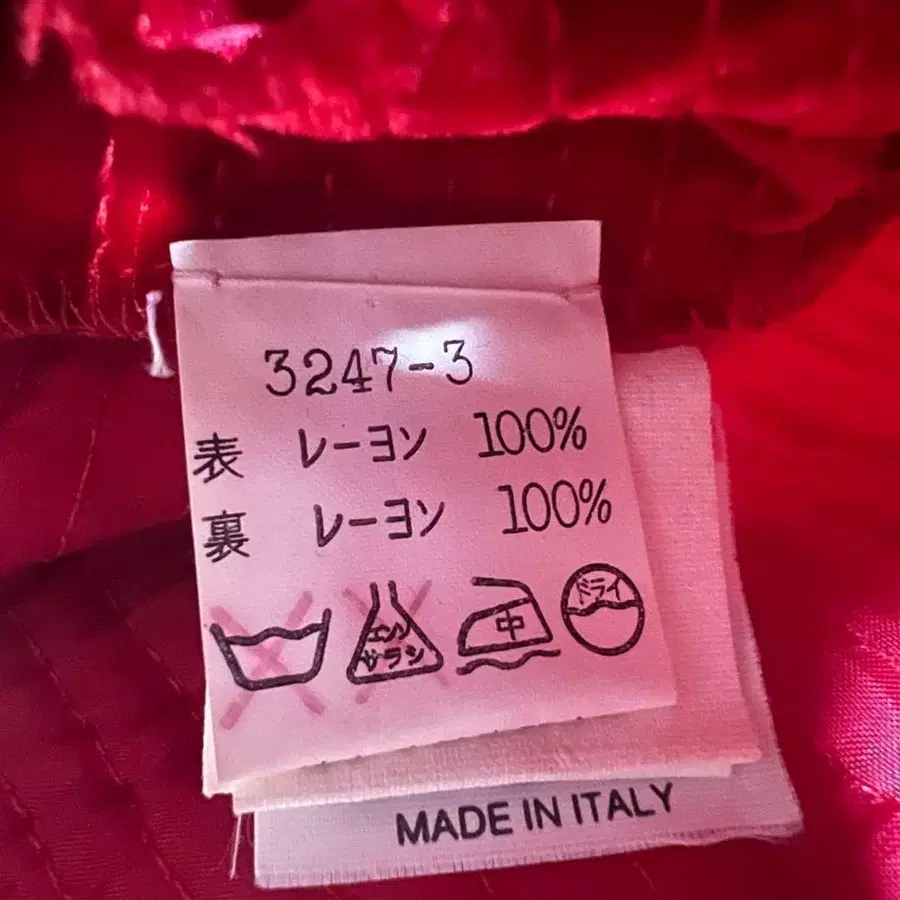 3247-3
表 レーヨン 100%
裏 レーヨン 100%
エンソ
サラシ
中
ドライ
MADE IN ITALY